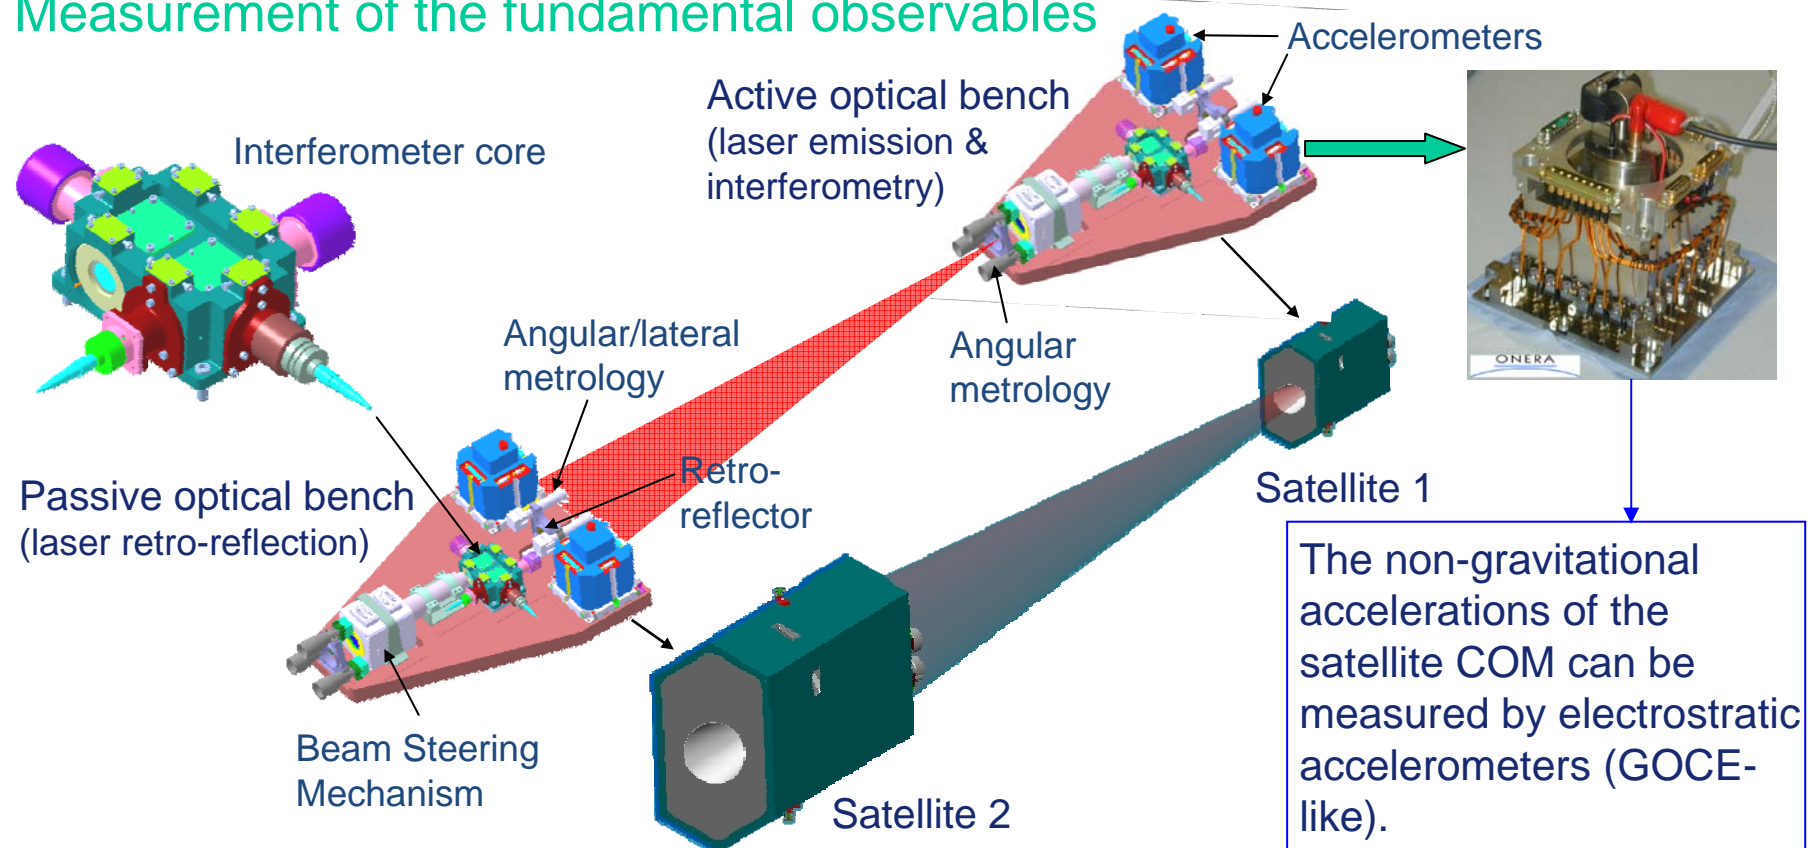 Measurement of the fundamental observables
Accelerometers
Active optical bench
(laser emission &
interferometry)
Interferometer core
Angular/lateral
metrology
Angular
metrology
ONERA
Retro-
reflector
Passive optical bench
(laser retro-reflection)
Satellite 1
Beam Steering
Mechanism
Satellite 2
The non-gravitational
accelerations of the
satellite COM can be
measured by electrostratic
accelerometers (GOCE-
like).